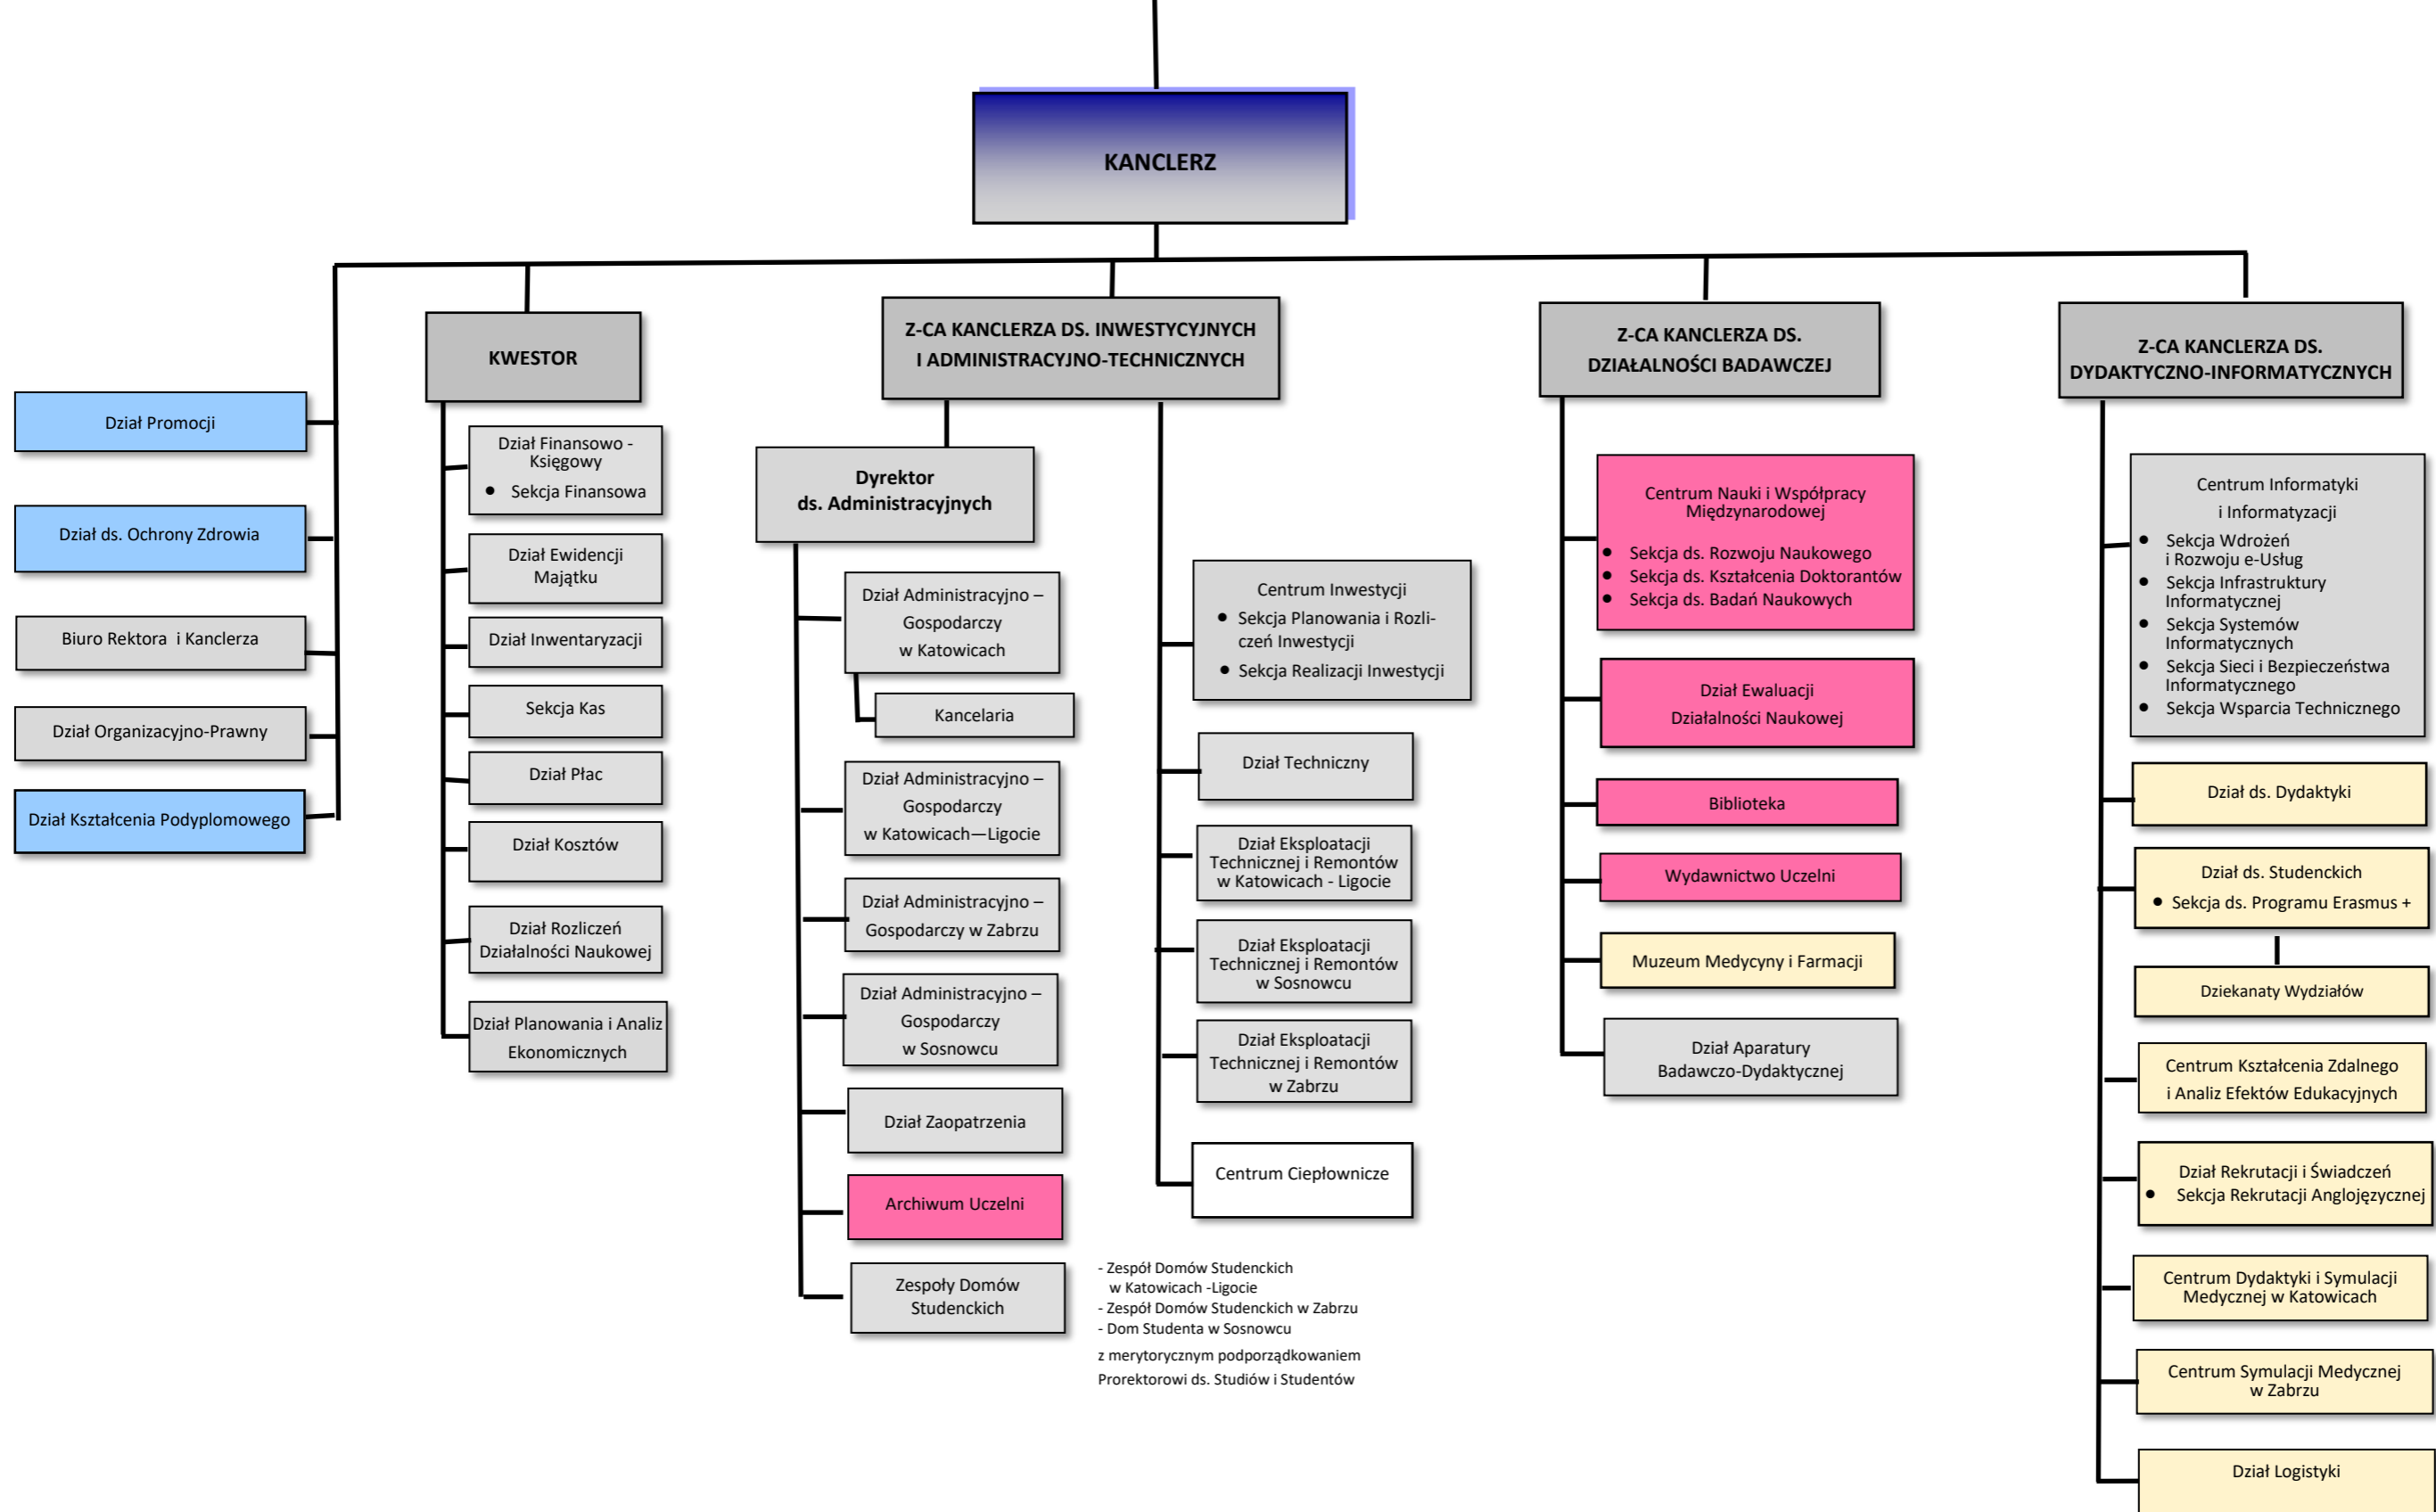 KANCLERZ
Dział Promocji
Dział ds. Ochrony Zdrowia
Biuro Rektora i Kanclerza
Dział Organizacyjno-Prawny
Dział Kształcenia Podyplomowego
KWESTOR
Dział Finansowo -
Księgowy
• Sekcja Finansowa
Dział Ewidencji
Majątku
Dział Inwentaryzacji
Sekcja Kas
Dział Płac
Dział Kosztów
Dział Rozliczeń
Działalności Naukowej
Dział Planowania i Analiz
Ekonomicznych
Z-CA KANCLERZA DS. INWESTYCYJNYCH
I ADMINISTRACYJNO-TECHNICZNYCH
Dyrektor
ds. Administracyjnych
Dział Administracyjno –
Gospodarczy
w Katowicach
Kancelaria
Dział Administracyjno –
Gospodarczy
w Katowicach—Ligocie
Dział Administracyjno –
Gospodarczy w Zabrzu
Dział Administracyjno –
Gospodarczy
w Sosnowcu
Dział Zaopatrzenia
Archiwum Uczelni
Zespoły Domów
Studenckich
- Zespół Domów Studenckich
w Katowicach -Ligocie
- Zespół Domów Studenckich w Zabrzu
- Dom Studenta w Sosnowcu
z merytorycznym podporządkowaniem
Prorektorowi ds. Studiów i Studentów
Centrum Inwestycji
• Sekcja Planowania i Rozli-
czeń Inwestycji
• Sekcja Realizacji Inwestycji
Dział Techniczny
Dział Eksploatacji
Technicznej i Remontów
w Katowicach - Ligocie
Dział Eksploatacji
Technicznej i Remontów
w Sosnowcu
Dział Eksploatacji
Technicznej i Remontów
w Zabrzu
Centrum Ciepłownicze
Z-CA KANCLERZA DS.
DZIAŁALNOŚCI BADAWCZEJ
Centrum Nauki i Współpracy
Międzynarodowej
• Sekcja ds. Rozwoju Naukowego
• Sekcja ds. Kształcenia Doktorantów
• Sekcja ds. Badań Naukowych
Dział Ewaluacji
Działalności Naukowej
Biblioteka
Wydawnictwo Uczelni
Muzeum Medycyny i Farmacji
Dział Aparatury
Badawczo-Dydaktycznej
Z-CA KANCLERZA DS.
DYDAKTYCZNO-INFORMATYCZNYCH
Centrum Informatyki
i Informatyzacji
• Sekcja Wdrożeń
i Rozwoju e-Usług
• Sekcja Infrastruktury
Informatycznej
• Sekcja Systemów
Informatycznych
• Sekcja Sieci i Bezpieczeństwa
Informatycznego
• Sekcja Wsparcia Technicznego
Dział ds. Dydaktyki
Dział ds. Studenckich
• Sekcja ds. Programu Erasmus +
Dziekanaty Wydziałów
Centrum Kształcenia Zdalnego
i Analiz Efektów Edukacyjnych
Dział Rekrutacji i Świadczeń
• Sekcja Rekrutacji Anglojęzycznej
Centrum Dydaktyki i Symulacji
Medycznej w Katowicach
Centrum Symulacji Medycznej
w Zabrzu
Dział Logistyki